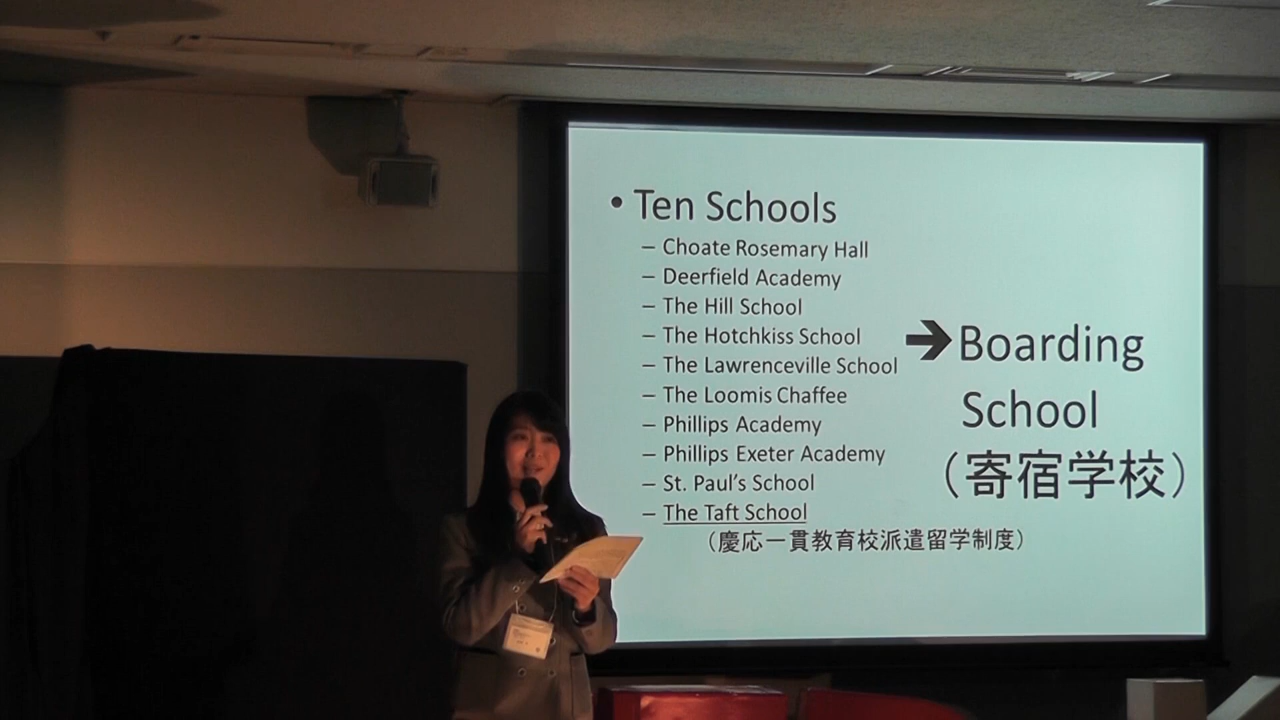 • Ten Schools
– Choate Rosemary Hall
– Deerfield Academy
– The Hill School
– The Hotchkiss School
– The Lawrenceville School
– The Loomis Chaffee
– Phillips Academy
– Phillips Exeter Academy
– St. Paul's School
– The Taft School
（慶応一貫教育校派遣留学制度）
➔Boarding
School
（寄宿学校）